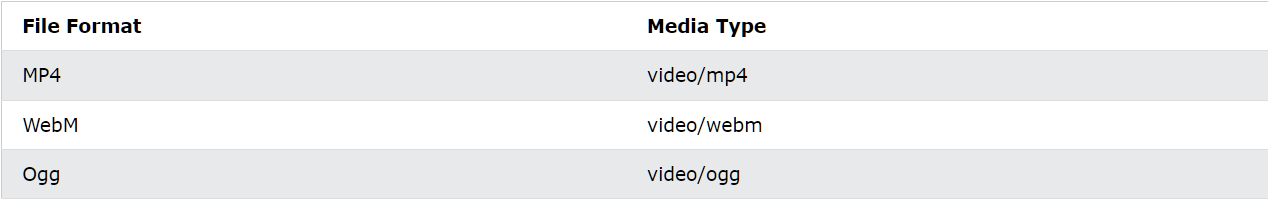 File Format Media Type
MP4 video/mp4
WebM video/webm
Ogg video/ogg